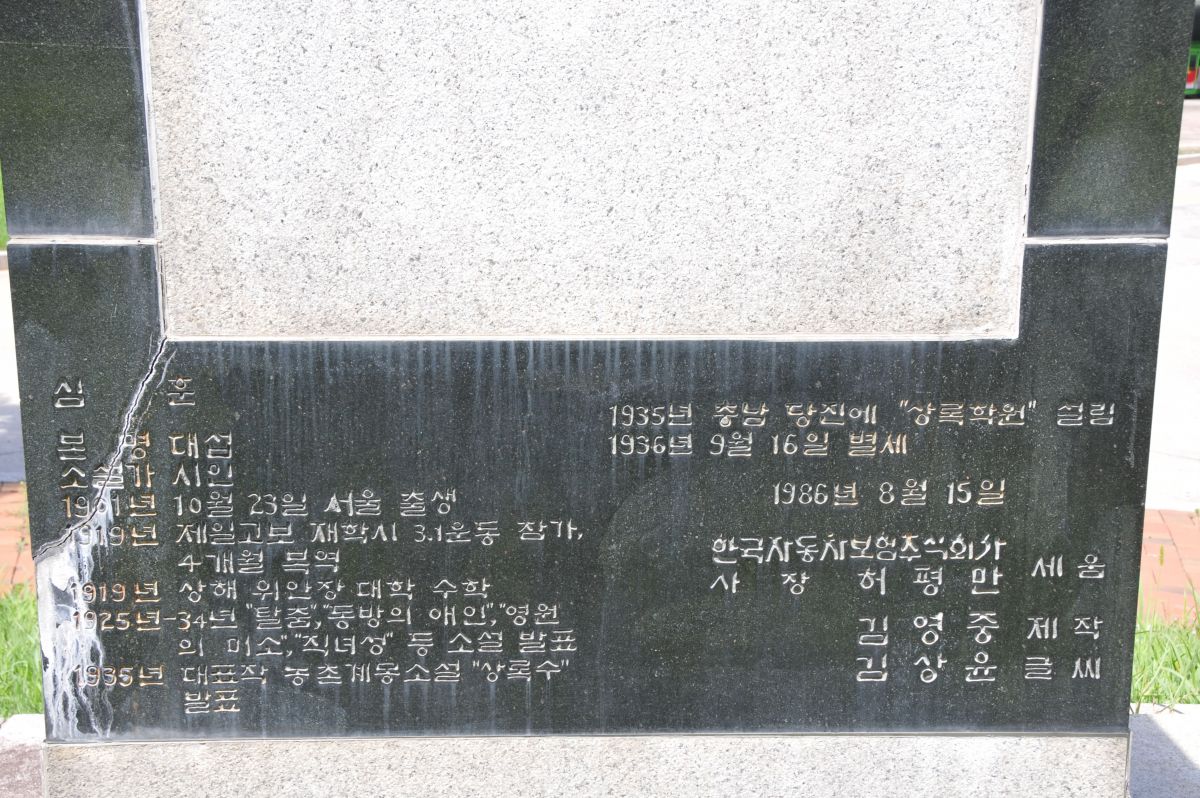 심 훈
본 명 대섭
소설가 시인
1901년 10월 23일 서울 출생
1919년 제일고보 재학시 3.1운동 참가,
4개월 복역
1919년 상해 위안장 대학 수학
1925년-34년 "탈춤","동방의 애인","영원
의 미소","직녀성" 등 소설 발표
1935년 대표작 농촌계몽소설 "상록수"
발표
1935년 충남 당진에 "상록학원" 설립
1936년 9월 16일 별세
1986년 8월 15일
한국자동차보험주식회사
사 장 허 평 만 세 움
김 영 중 제 작
김 상 윤 글 씨